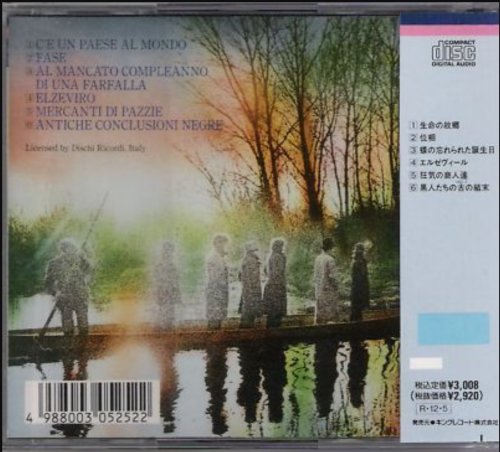 1 C'E UN PAESE AL MONDO
2 FASE
3 AL MANCATO COMPLEANNO
DI UNA FARFALLA
4 ELZEVIRO
5 MERCANTI DI PAZZIE
6 ANTICHE CONCLUSIONI NEGRE
Licensed by Dischi Ricordi, Italy
4 988003 052522
COMPACT
disc
DIGITAL AUDIO
1 生命の故郷
2 位相
3 蝶の忘れられた誕生日
4 エルゼヴィール
5 狂気の商人達
6 黒人たちの古の結末
税込定価¥3,008
(税抜価格¥2,920)
R・12・5
発売元●キングレコード株式会社